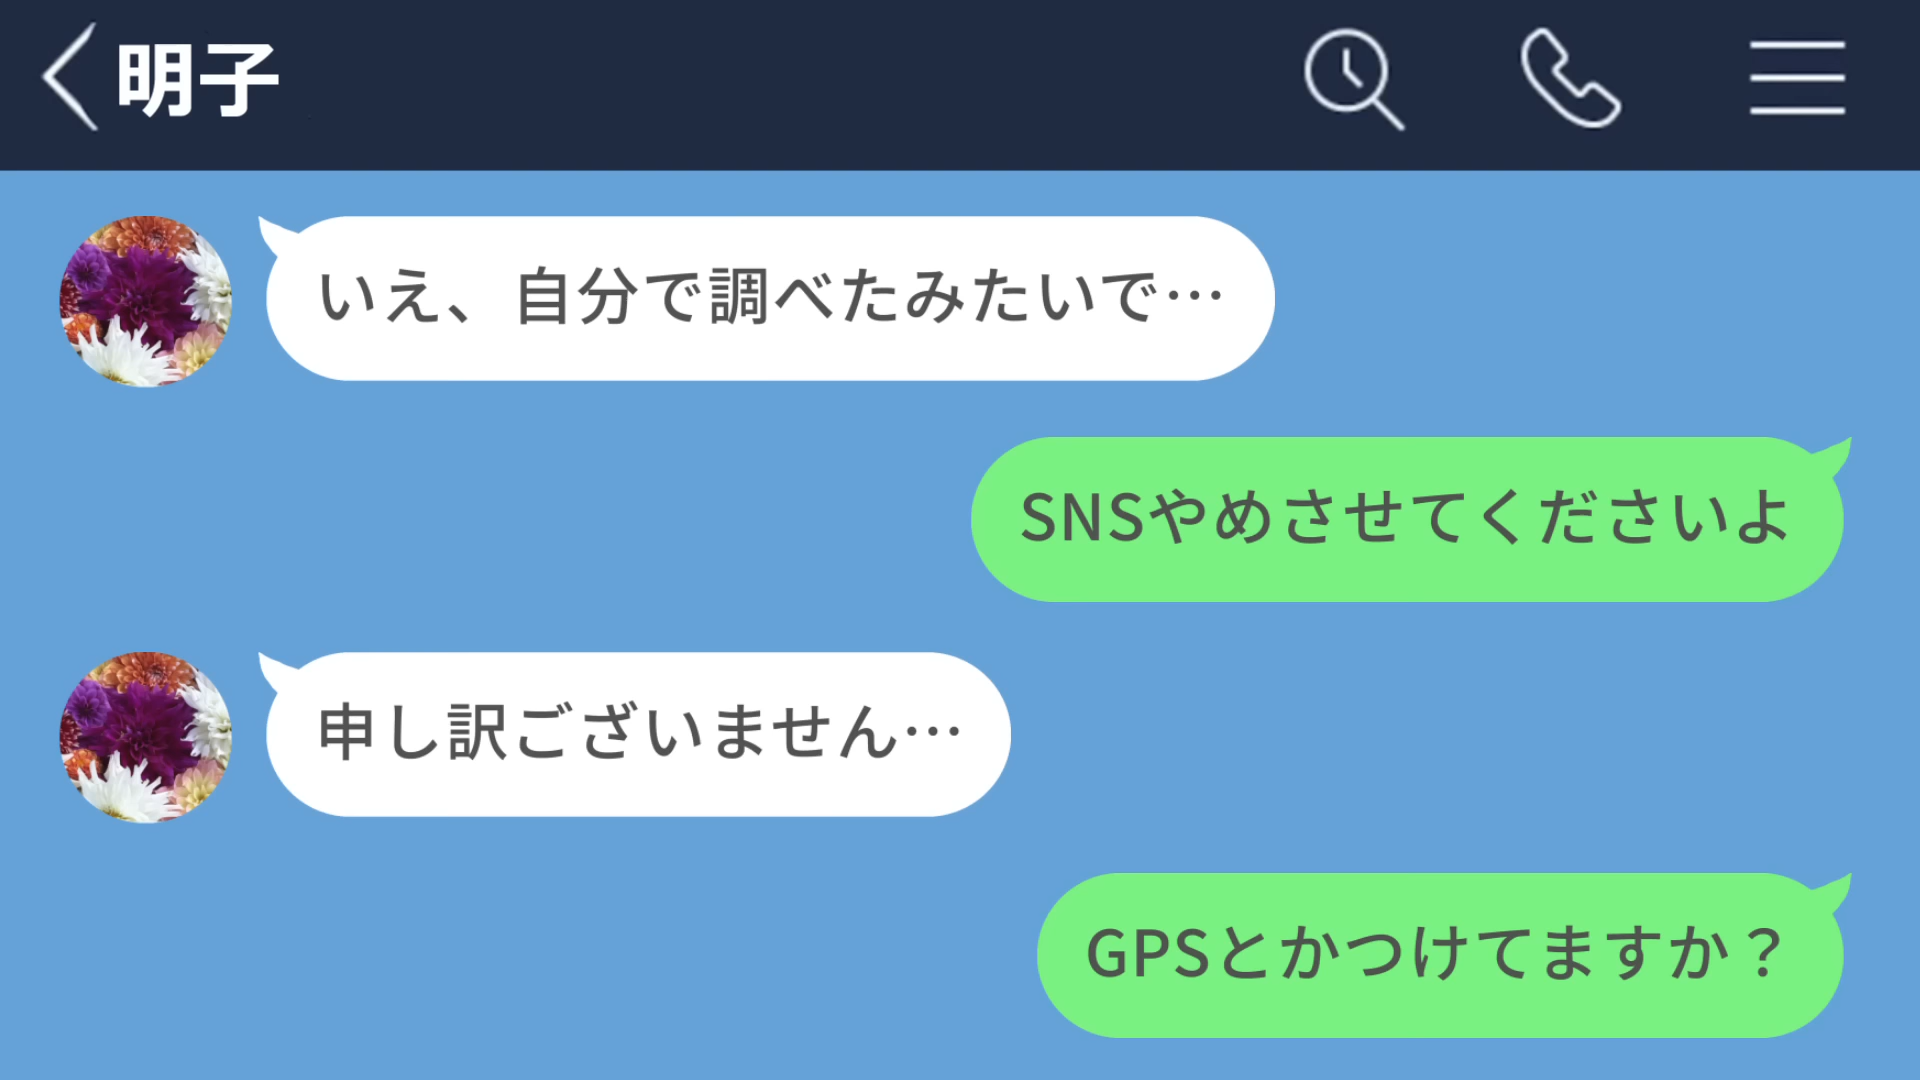 明子
いえ、自分で調べたみたいで…
SNSやめさせてくださいよ
申し訳ございません…
GPSとかつけてますか？